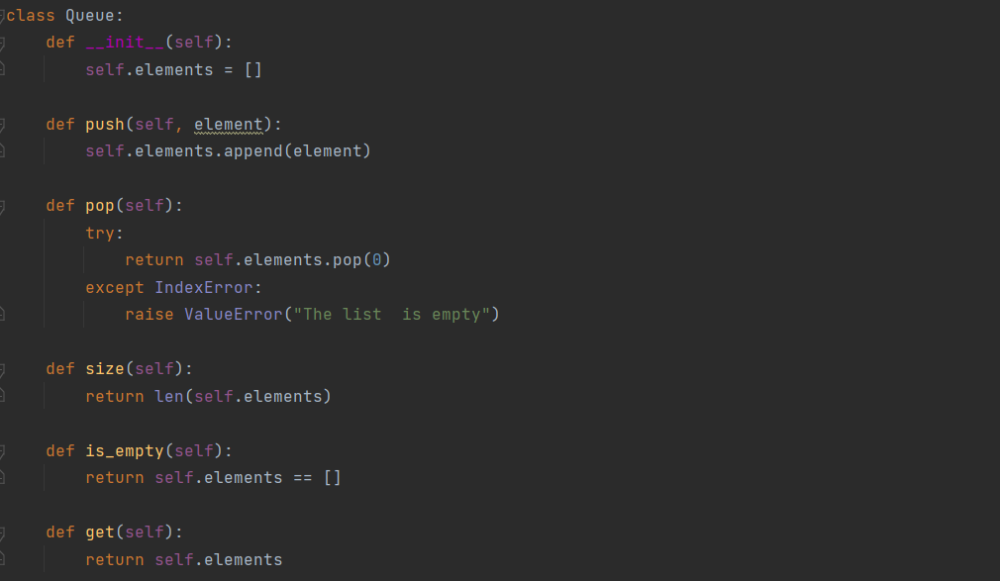 class Queue:
    def __init__(self):
        self.elements = []
    def push(self, element):
        self.elements.append(element)
    def pop(self):
        try:
            return self.elements.pop(0)
        except IndexError:
            raise ValueError("The list  is empty")
    def size(self):
        return len(self.elements)
    def is_empty(self):
        return self.elements == []
    def get(self):
        return self.elements